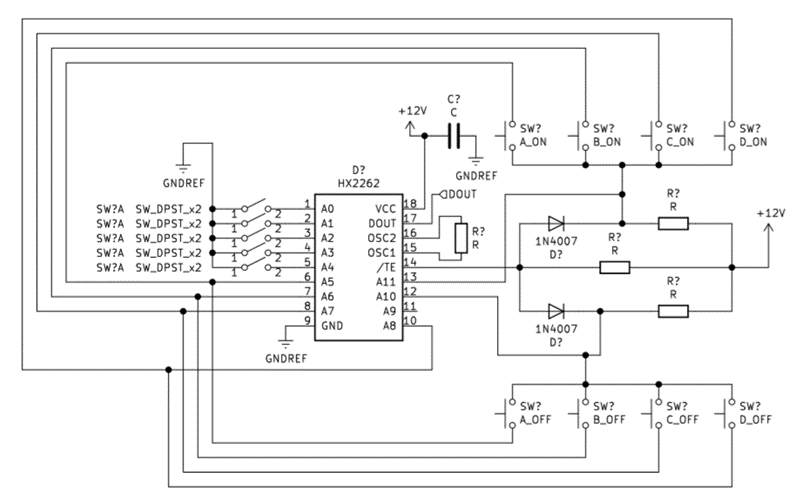 +12V
C?
C
GNDREF
GNDREF
D?
HX2262
SW?
A_ON
SW?
B_ON
SW?
C_ON
SW?
D_ON
SW?A SW_DPST_x2 1 2 1 A0 VCC 18
SW?A SW_DPST_x2 1 2 2 A1 DOUT 17 DOUT
SW?A SW_DPST_x2 1 2 3 A2 OSC2 16
SW?A SW_DPST_x2 1 2 4 A3 OSC1 15
SW?A SW_DPST_x2 1 2 5 A4 /TE 14
6 A5 A11 13
7 A6 A10 12
8 A7 A9 11
9 GND A8 10
GNDREF
R?
R
R?
R
+12V
1N4007
D?
R?
R
R?
R
1N4007
D?
SW?
A_OFF
SW?
B_OFF
SW?
C_OFF
SW?
D_OFF